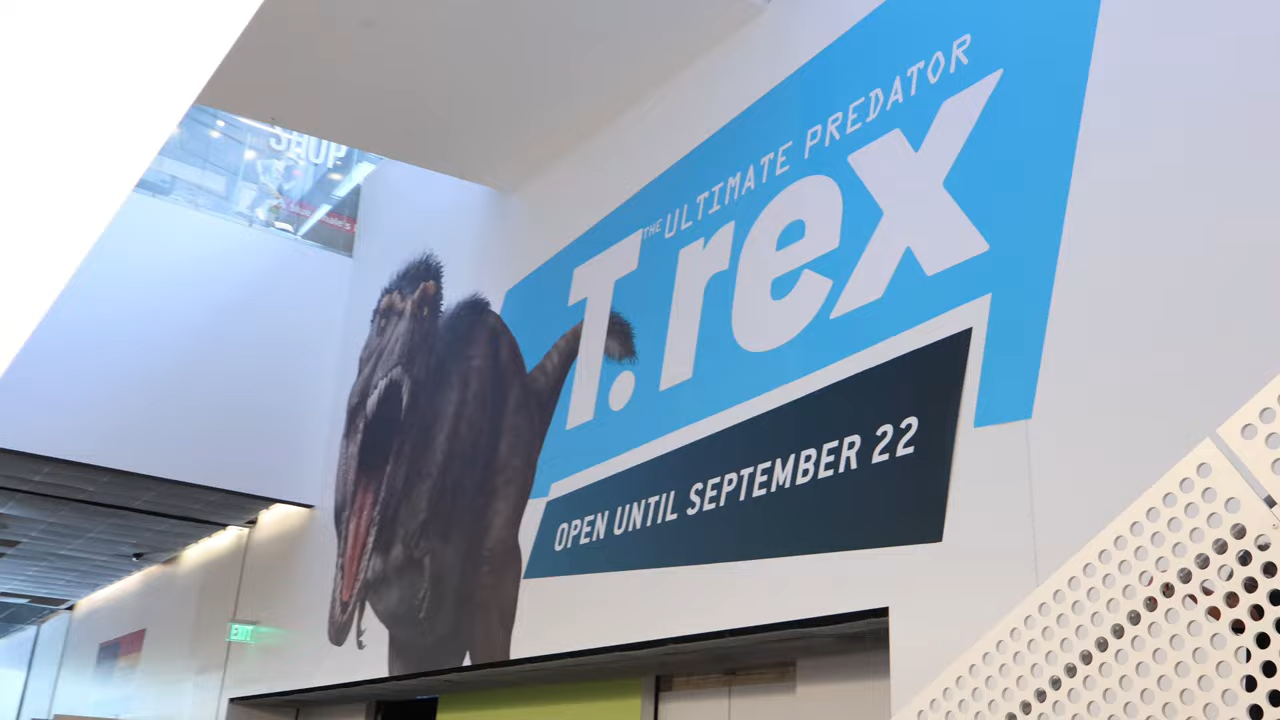 SHOP
THE ULTIMATE PREDATOR
T.rex
OPEN UNTIL SEPTEMBER 22
EXIT